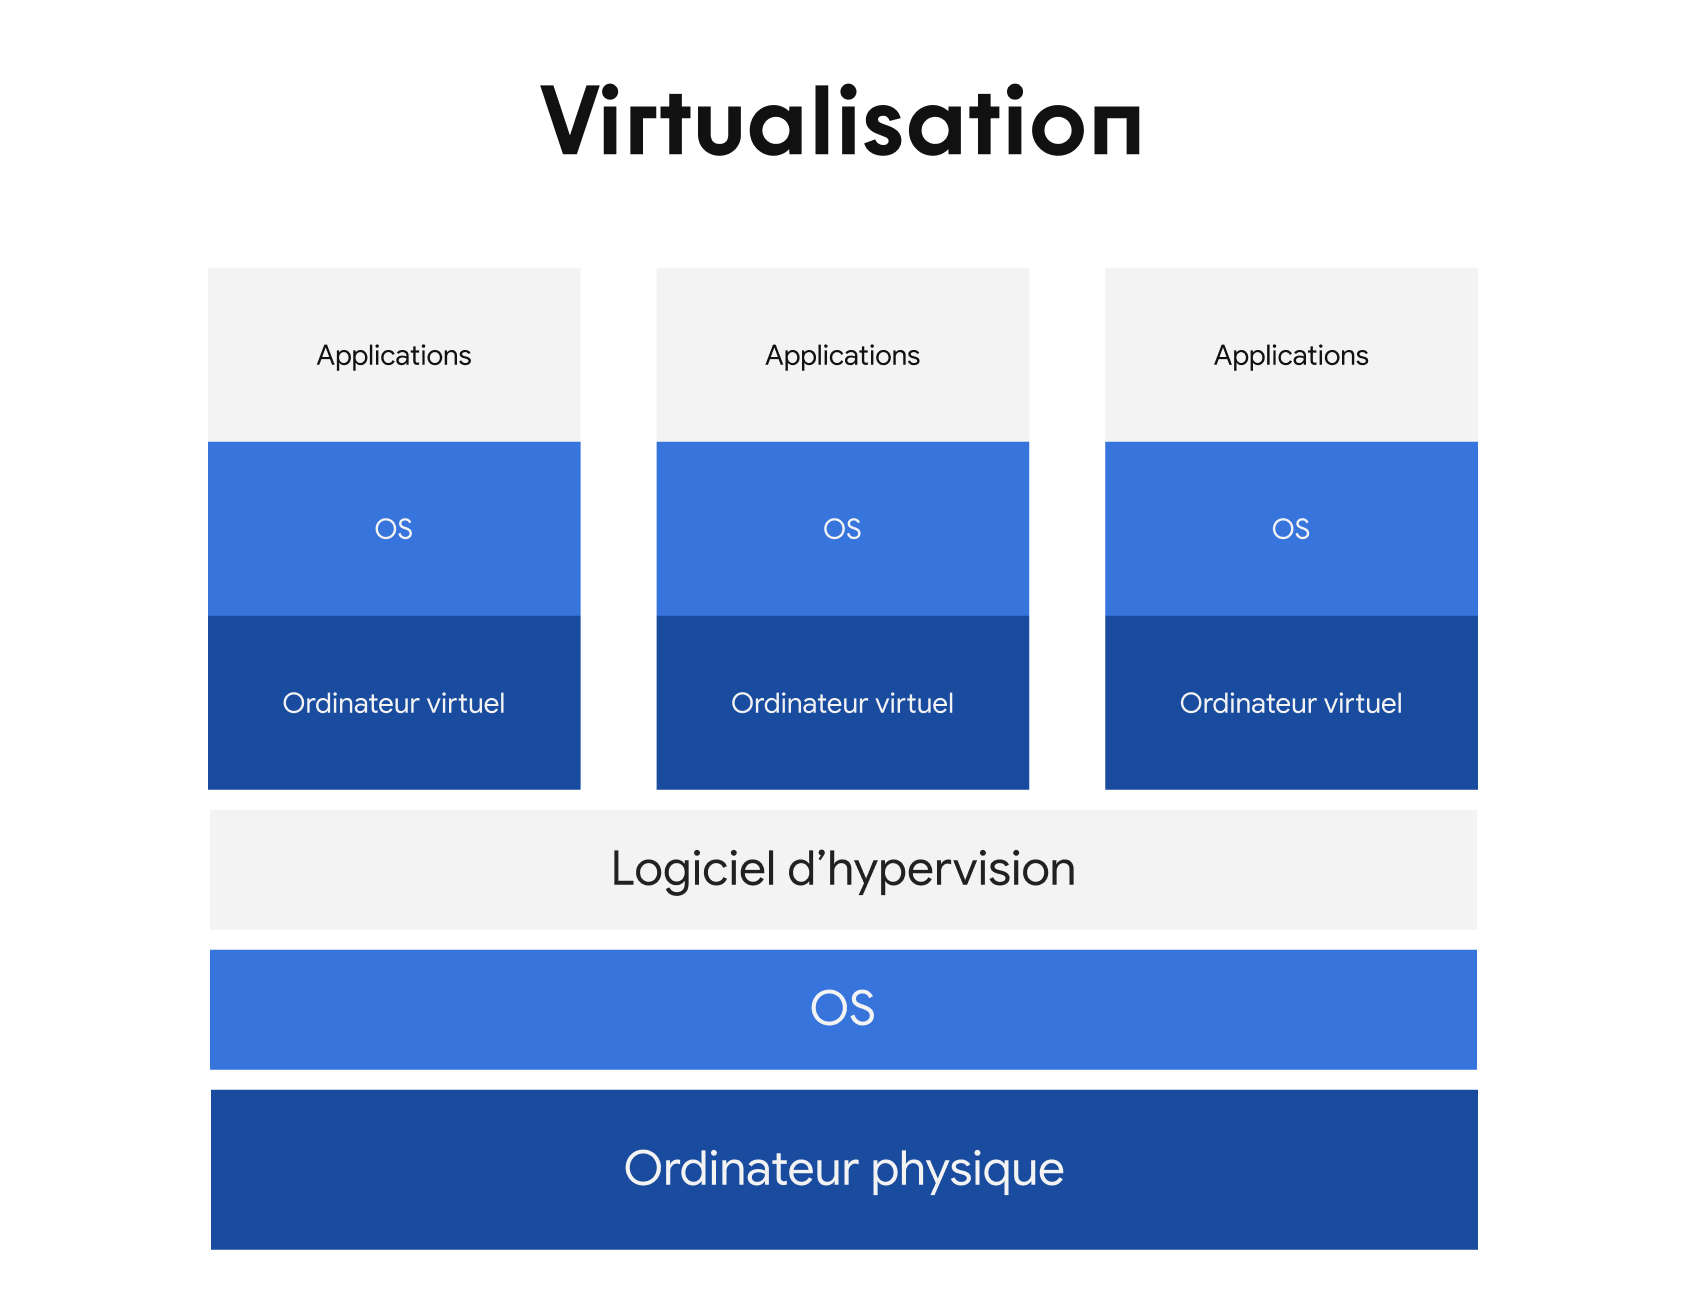 Virtualisation
Applications
Applications
Applications
OS
OS
OS
Ordinateur virtuel
Ordinateur virtuel
Ordinateur virtuel
Logiciel d’hypervision
OS
Ordinateur physique